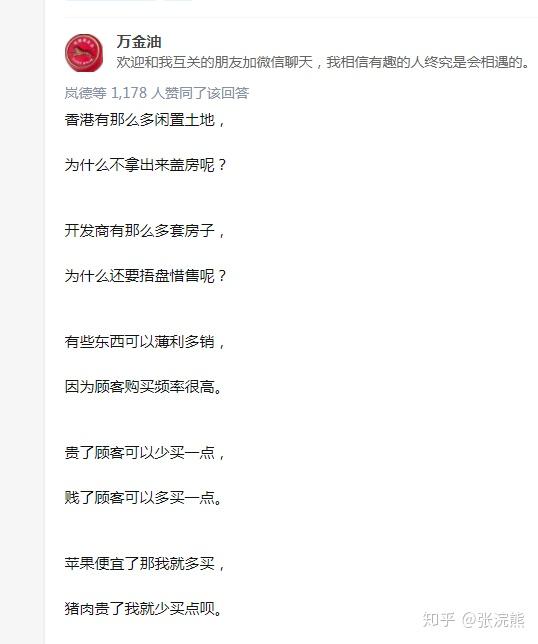 万金油
欢迎和我互关的朋友加微信聊天，我相信有趣的人终究是会相遇的。
岚德等 1,178 人赞同了该回答
香港有那么多闲置土地，
为什么不拿出来盖房呢？
开发商有那么多套房子，
为什么还要捂盘惜售呢？
有些东西可以薄利多销，
因为顾客购买频率很高。
贵了顾客可以少买一点，
贱了顾客可以多买一点。
苹果便宜了那我就多买，
猪肉贵了我就少买点呗。
知乎 @张浣熊